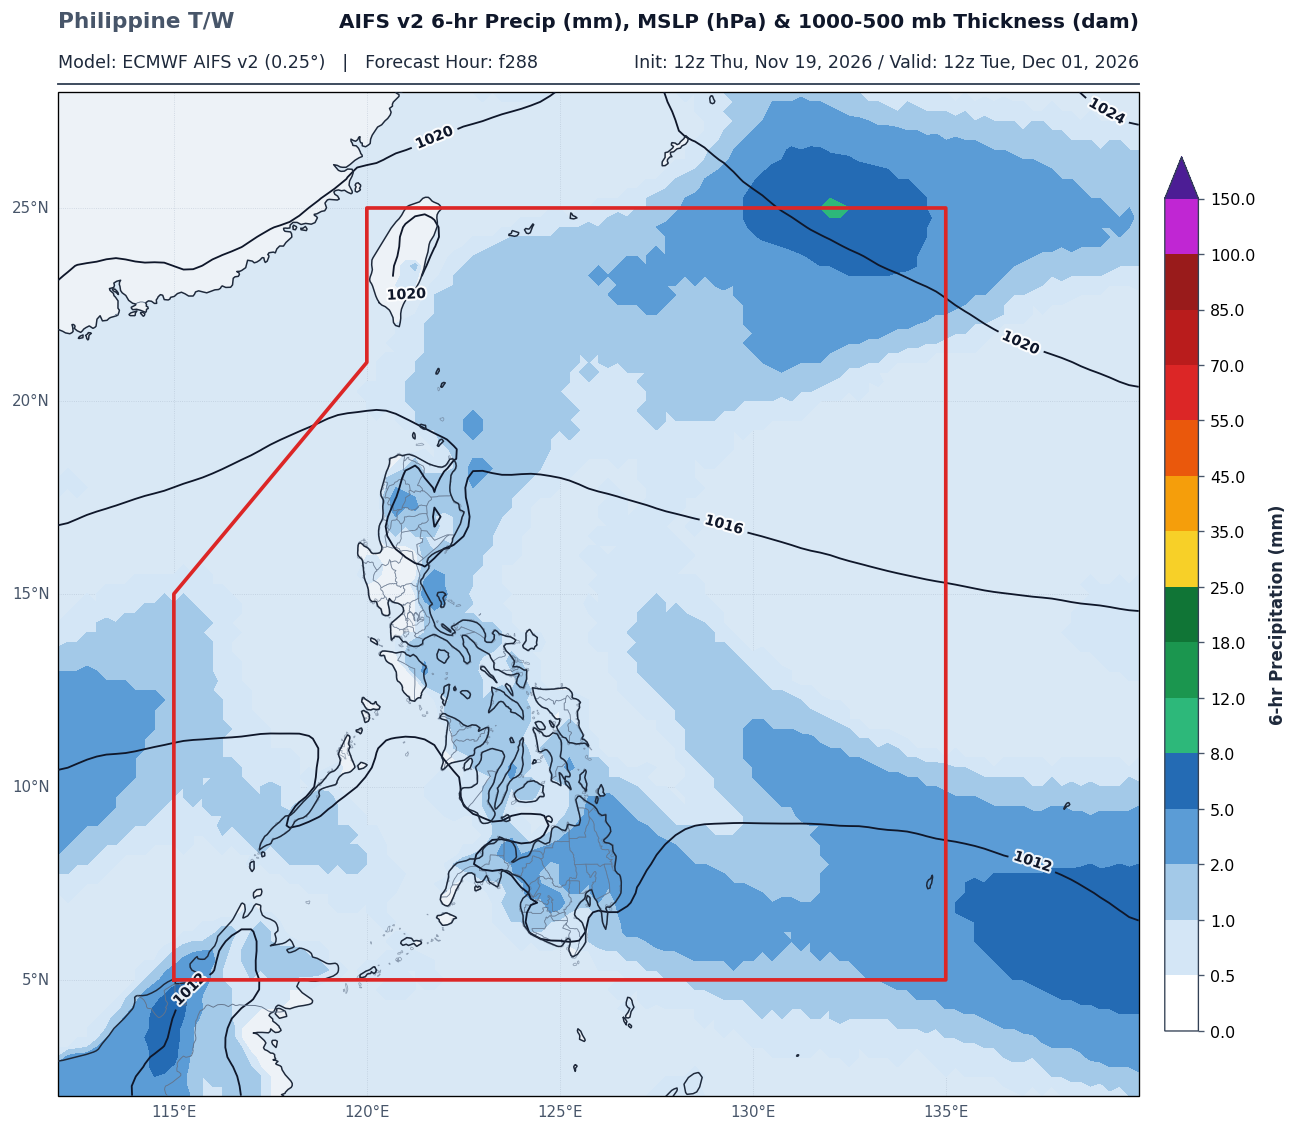 Philippine T/W
AIFS v2 6-hr Precip (mm), MSLP (hPa) & 1000-500 mb Thickness (dam)
Model: ECMWF AIFS v2 (0.25°) | Forecast Hour: f288
Init: 12z Thu, Nov 19, 2026 / Valid: 12z Tue, Dec 01, 2026
1024
1020
25°N
1020
1020
20°N
1016
15°N
10°N
1012
5°N
1012
115°E
120°E
125°E
130°E
135°E
150.0
100.0
85.0
70.0
55.0
45.0
35.0
25.0
18.0
12.0
8.0
5.0
2.0
1.0
0.5
0.0
6-hr Precipitation (mm)